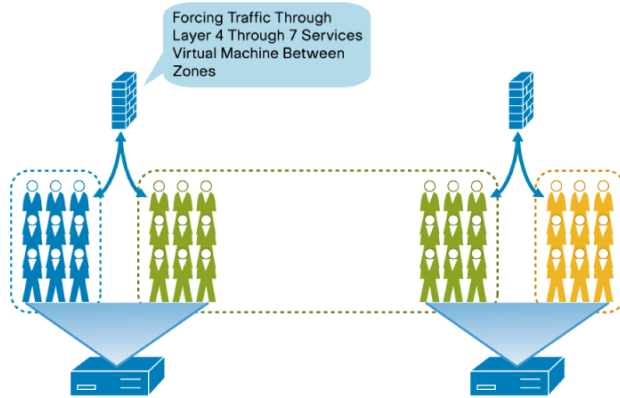 Forcing Traffic Through
Layer 4 Through 7 Services
Virtual Machine Between
Zones